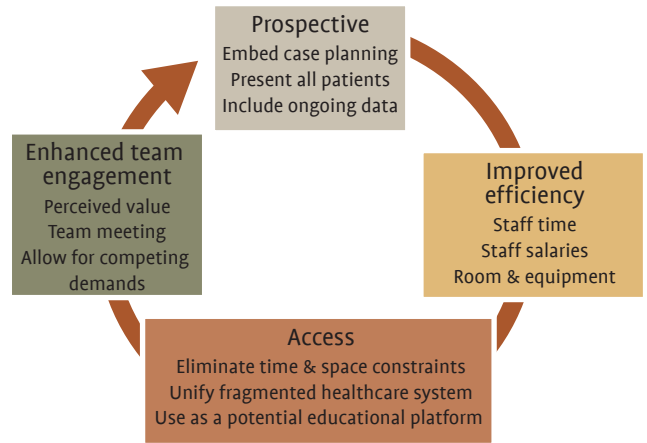 Prospective
Embed case planning
Present all patients
Include ongoing data
Improved
efficiency
Staff time
Staff salaries
Room & equipment
Access
Eliminate time & space constraints
Unify fragmented healthcare system
Use as a potential educational platform
Enhanced team
engagement
Perceived value
Team meeting
Allow for competing
demands